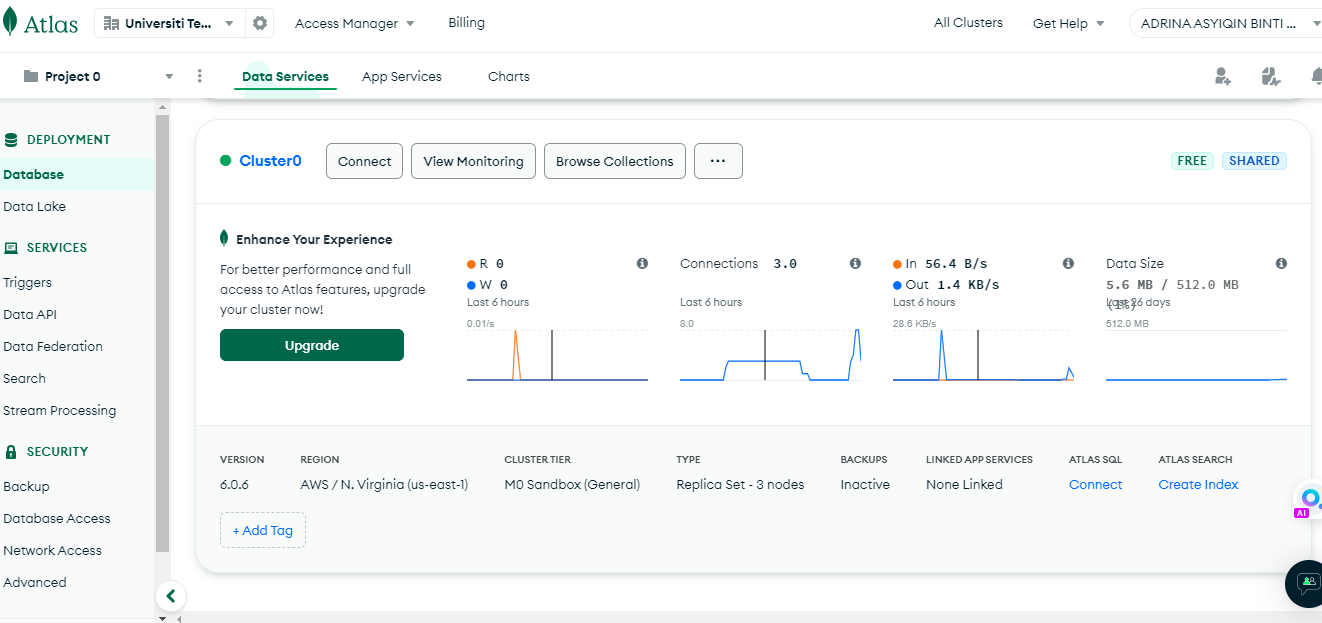 Atlas
Universiti Te...
Access Manager
Billing
All Clusters
Get Help
ADRINA ASYIQIN BINTI ...
Project 0
Data Services
App Services
Charts
DEPLOYMENT
Database
Data Lake
SERVICES
Triggers
Data API
Data Federation
Search
Stream Processing
SECURITY
Backup
Database Access
Network Access
Advanced
Cluster0
Connect
View Monitoring
Browse Collections
...
FREE
SHARED
Enhance Your Experience
For better performance and full
access to Atlas features, upgrade
your cluster now!
Upgrade
R 0
W 0
Last 6 hours
0.01/s
Connections 3.0
Last 6 hours
8.0
In 56.4 B/s
Out 1.4 KB/s
Last 6 hours
28.6 KB/s
Data Size
5.6 MB / 512.0 MB
(1%)
Last 26 days
512.0 MB
VERSION
6.0.6
REGION
AWS / N. Virginia (us-east-1)
CLUSTER TIER
M0 Sandbox (General)
TYPE
Replica Set - 3 nodes
BACKUPS
Inactive
LINKED APP SERVICES
None Linked
ATLAS SQL
Connect
ATLAS SEARCH
Create Index
+ Add Tag
AI